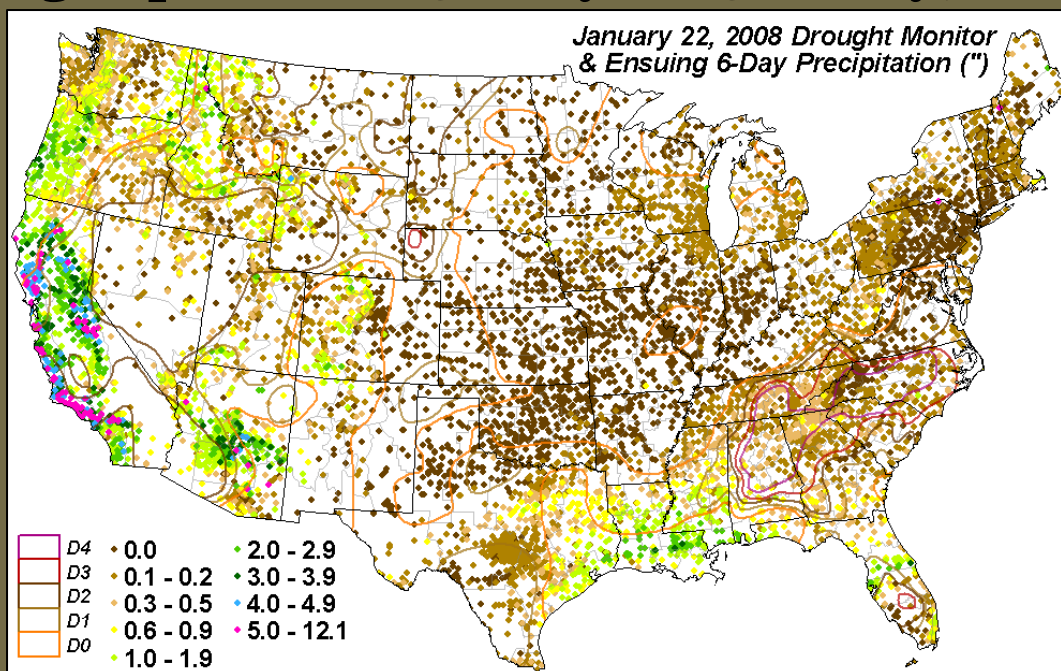 January 22, 2008 Drought Monitor
& Ensuing 6-Day Precipitation (")
D4
D3
D2
D1
D0
0.0
0.1 - 0.2
0.3 - 0.5
0.6 - 0.9
1.0 - 1.9
2.0 - 2.9
3.0 - 3.9
4.0 - 4.9
5.0 - 12.1